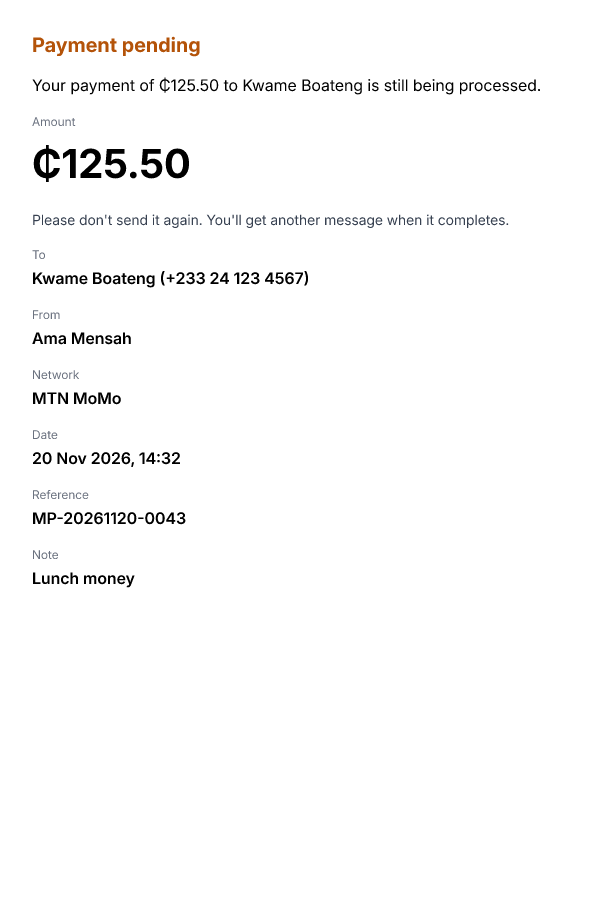 Payment pending
Your payment of ₵125.50 to Kwame Boateng is still being processed.
Amount
₵125.50
Please don't send it again. You'll get another message when it completes.
To
Kwame Boateng (+233 24 123 4567)
From
Ama Mensah
Network
MTN MoMo
Date
20 Nov 2026, 14:32
Reference
MP-20261120-0043
Note
Lunch money